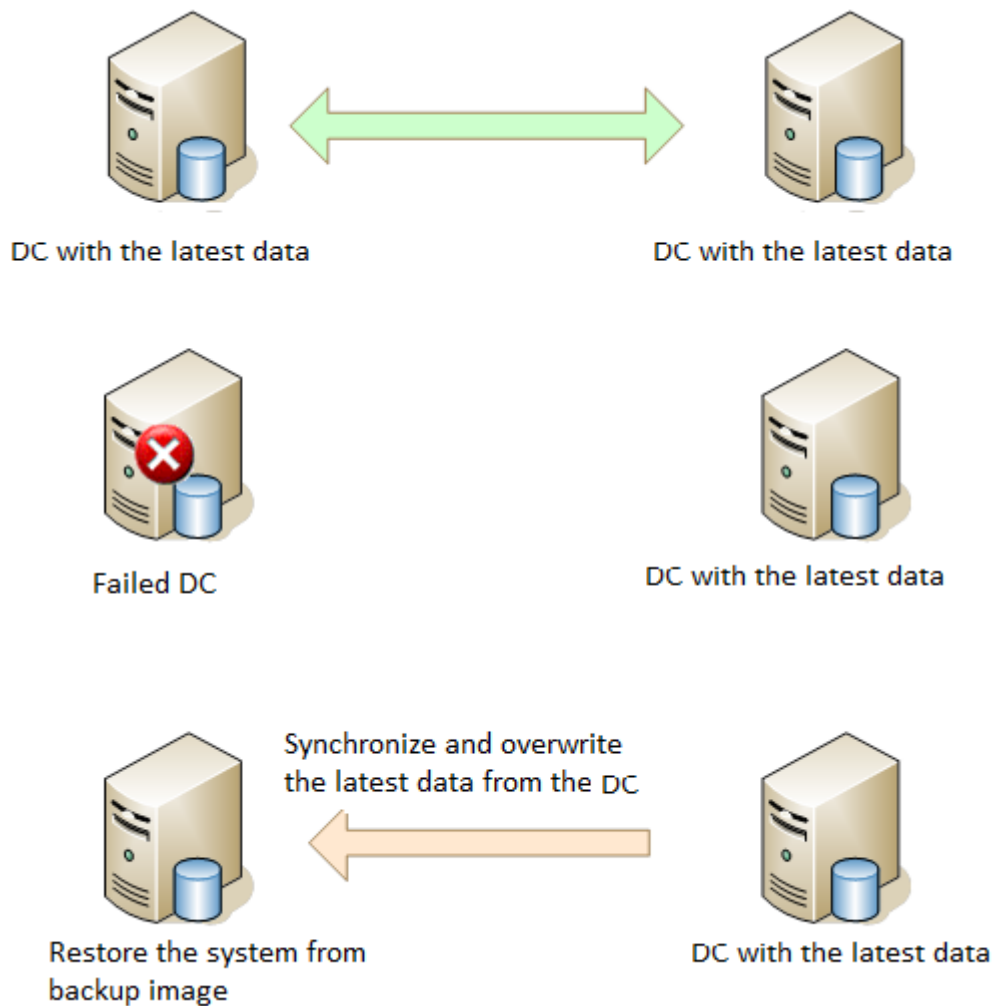 DC with the latest data
DC with the latest data
Failed DC
DC with the latest data
Synchronize and overwrite
the latest data from the DC
Restore the system from
backup image
DC with the latest data